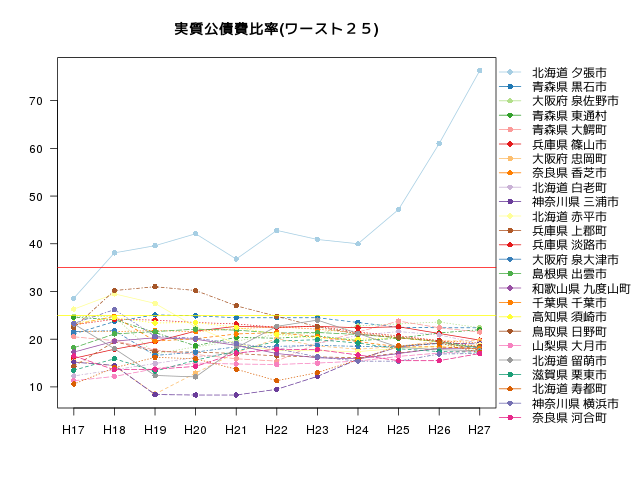 実質公債費比率(ワースト２５)
70
60
50
40
30
20
10
H17 H18 H19 H20 H21 H22 H23 H24 H25 H26 H27
北海道 夕張市
青森県 黒石市
大阪府 泉佐野市
青森県 東通村
青森県 大鰐町
兵庫県 篠山市
大阪府 忠岡町
奈良県 香芝市
北海道 白老町
神奈川県 三浦市
北海道 赤平市
兵庫県 上郡町
兵庫県 淡路市
大阪府 泉大津市
島根県 出雲市
和歌山県 九度山町
千葉県 千葉市
高知県 須崎市
鳥取県 日野町
山梨県 大月市
北海道 留萌市
滋賀県 栗東市
北海道 寿都町
神奈川県 横浜市
奈良県 河合町